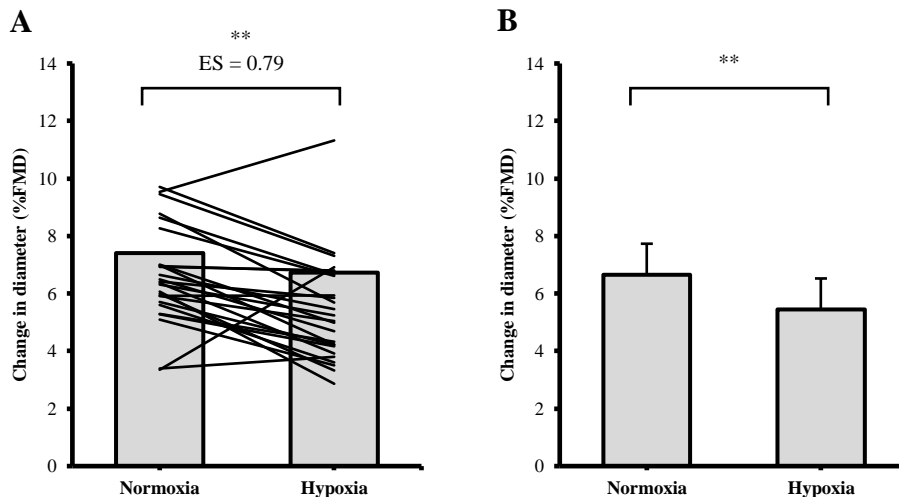 A
**
ES = 0.79
Change in diameter (%FMD)
14
12
10
8
6
4
2
0
Normoxia Hypoxia
B
**
Change in diameter (%FMD)
14
12
10
8
6
4
2
0
Normoxia Hypoxia